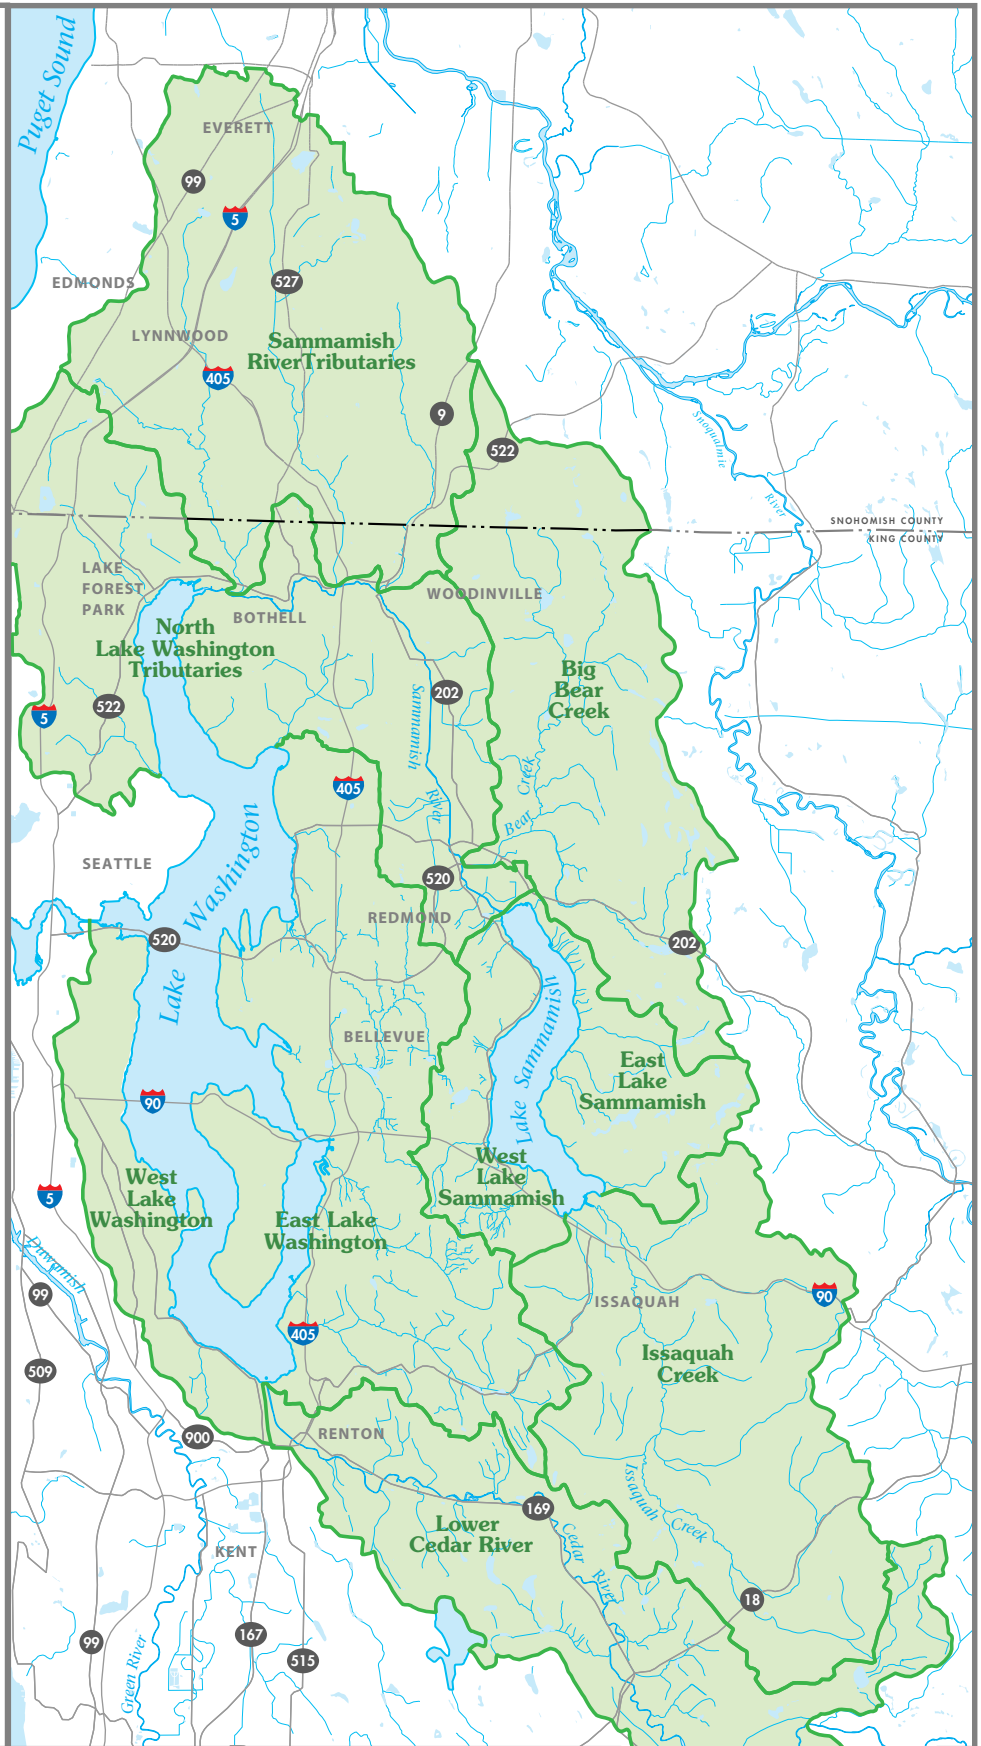 Puget Sound
EVERETT
99
5
EDMONDS
527
LYNNWOOD
Sammamish
RiverTributaries
405
9
522
Snoqualmie
River
SNOHOMISH COUNTY
KING COUNTY
LAKE
FOREST
PARK
WOODINVILLE
BOTHELL
North
Lake Washington
Tributaries
Big
Bear
Creek
522
5
202
Sammamish
River
405
Bear
Creek
SEATTLE
Lake
Washington
520
REDMOND
520
202
BELLEVUE
Lake Sammamish
East
Lake
Sammamish
90
West
Lake
Sammamish
West
Lake
Washington
5
East Lake
Washington
Duwamish
99
ISSAQUAH
90
405
Issaquah
Creek
509
900
RENTON
Issaquah
Creek
169
Lower
Cedar River
Cedar
River
KENT
18
99
167
515
Green River